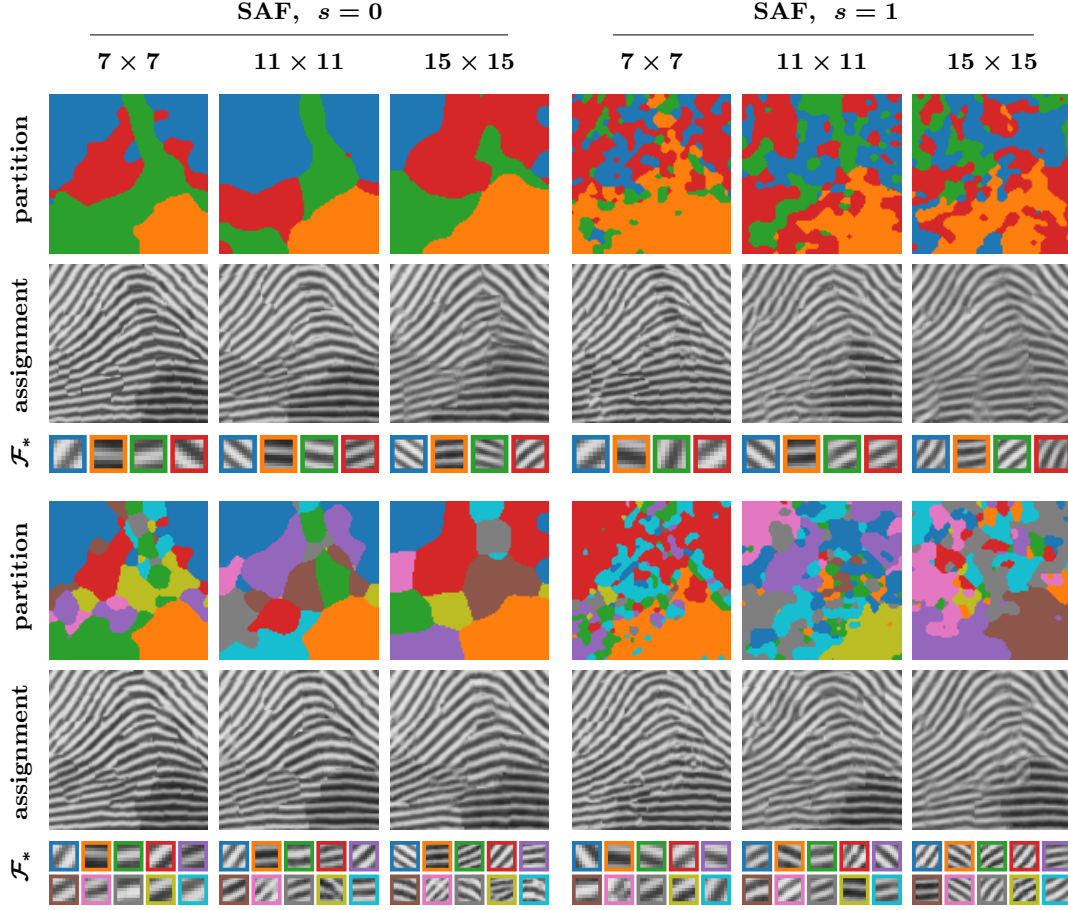 SAF, s = 0
SAF, s = 1
7 × 7
11 × 11
15 × 15
7 × 7
11 × 11
15 × 15
partition
assignment
ℱ*
partition
assignment
ℱ*